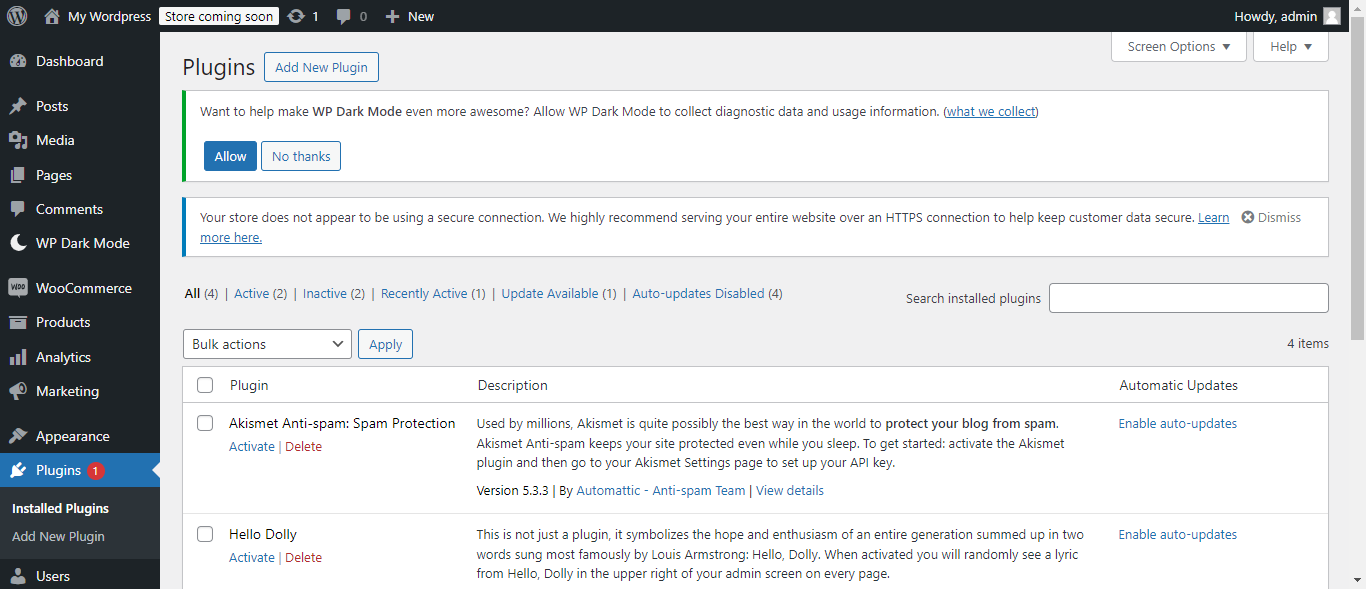 My Wordpress Store coming soon 1 0 New Howdy, admin
Dashboard
Posts
Media
Pages
Comments
WP Dark Mode
WooCommerce
Products
Analytics
Marketing
Appearance
Plugins 1
Installed Plugins
Add New Plugin
Users
Screen Options Help
Plugins Add New Plugin
Want to help make WP Dark Mode even more awesome? Allow WP Dark Mode to collect diagnostic data and usage information. (what we collect)
Allow No thanks
Your store does not appear to be using a secure connection. We highly recommend serving your entire website over an HTTPS connection to help keep customer data secure. Learn Dismiss
more here.
All (4) | Active (2) | Inactive (2) | Recently Active (1) | Update Available (1) | Auto-updates Disabled (4)
Search installed plugins
Bulk actions Apply 4 items
Plugin Description Automatic Updates
Akismet Anti-spam: Spam Protection
Activate | Delete
Used by millions, Akismet is quite possibly the best way in the world to protect your blog from spam.
Akismet Anti-spam keeps your site protected even while you sleep. To get started: activate the Akismet
plugin and then go to your Akismet Settings page to set up your API key.
Version 5.3.3 | By Automattic - Anti-spam Team | View details
Enable auto-updates
Hello Dolly
Activate | Delete
This is not just a plugin, it symbolizes the hope and enthusiasm of an entire generation summed up in two
words sung most famously by Louis Armstrong: Hello, Dolly. When activated you will randomly see a lyric
from Hello, Dolly in the upper right of your admin screen on every page.
Enable auto-updates